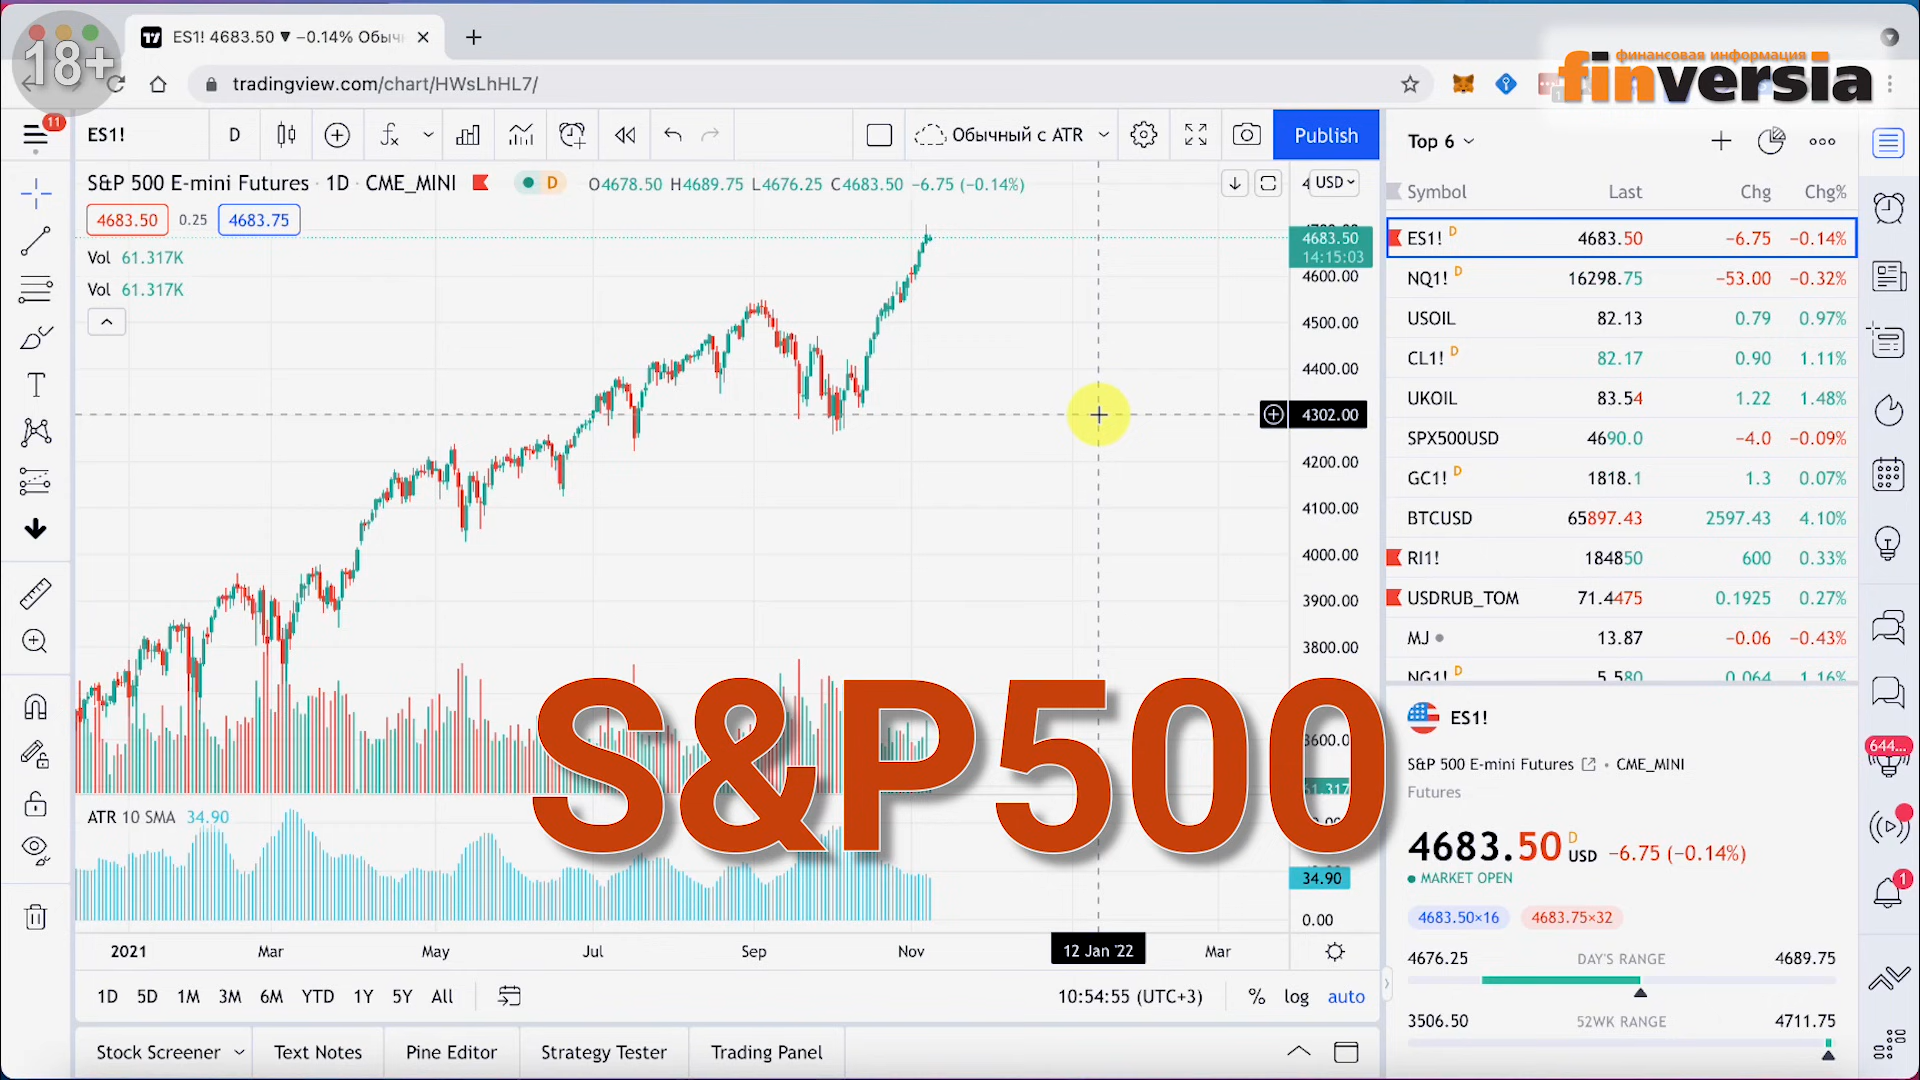 ES1! 4683.50 ▼ −0.14% Обыч
18+
tradingview.com/chart/HWsLhHL7/
финансовая информация
finversia
11
ES1!
D
Обычный с ATR
Publish
S&P 500 E-mini Futures · 1D · CME_MINI
D
O4678.50 H4689.75 L4676.25 C4683.50 −6.75 (−0.14%)
USD
4683.50 0.25 4683.75
Vol 61.317K
Vol 61.317K
4683.50
14:15:03
4600.00
4500.00
4400.00
4302.00
4200.00
4100.00
4000.00
3900.00
3800.00
S&P500
ATR 10 SMA 34.90
34.90
0.00
2021 Mar May Jul Sep Nov 12 Jan '22 Mar
1D 5D 1M 3M 6M YTD 1Y 5Y All
10:54:55 (UTC+3) % log auto
Stock Screener Text Notes Pine Editor Strategy Tester Trading Panel
Top 6
Symbol Last Chg Chg%
ES1! D 4683.50 −6.75 −0.14%
NQ1! D 16298.75 −53.00 −0.32%
USOIL 82.13 0.79 0.97%
CL1! D 82.17 0.90 1.11%
UKOIL 83.54 1.22 1.48%
SPX500USD 4690.0 −4.0 −0.09%
GC1! D 1818.1 1.3 0.07%
BTCUSD 65897.43 2597.43 4.10%
RI1! 184850 600 0.33%
USDRUB_TOM 71.4475 0.1925 0.27%
MJ 13.87 −0.06 −0.43%
NG1! D 5.580 0.064 1.16%
ES1!
S&P 500 E-mini Futures • CME_MINI
Futures
4683.50 D USD −6.75 (−0.14%)
MARKET OPEN
4683.50×16 4683.75×32
4676.25 DAY'S RANGE 4689.75
3506.50 52WK RANGE 4711.75
644...
1